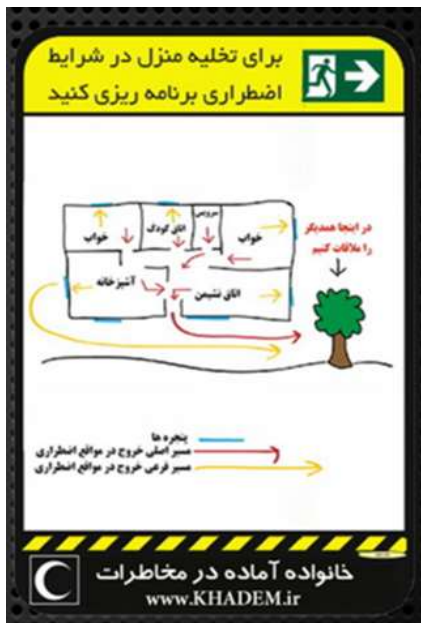 برای تخلیه منزل در شرایط
اضطراری برنامه ریزی کنید
سرویس
خواب
اتاق کودک
خواب
در اینجا همدیگر
را ملاقات کنیم
آشپزخانه
اتاق نشیمن
پنجره ها
مسیر اصلی خروج در مواقع اضطراری
مسیر فرعی خروج در مواقع اضطراری
خانواده آماده در مخاطرات
www.KHADEM.ir